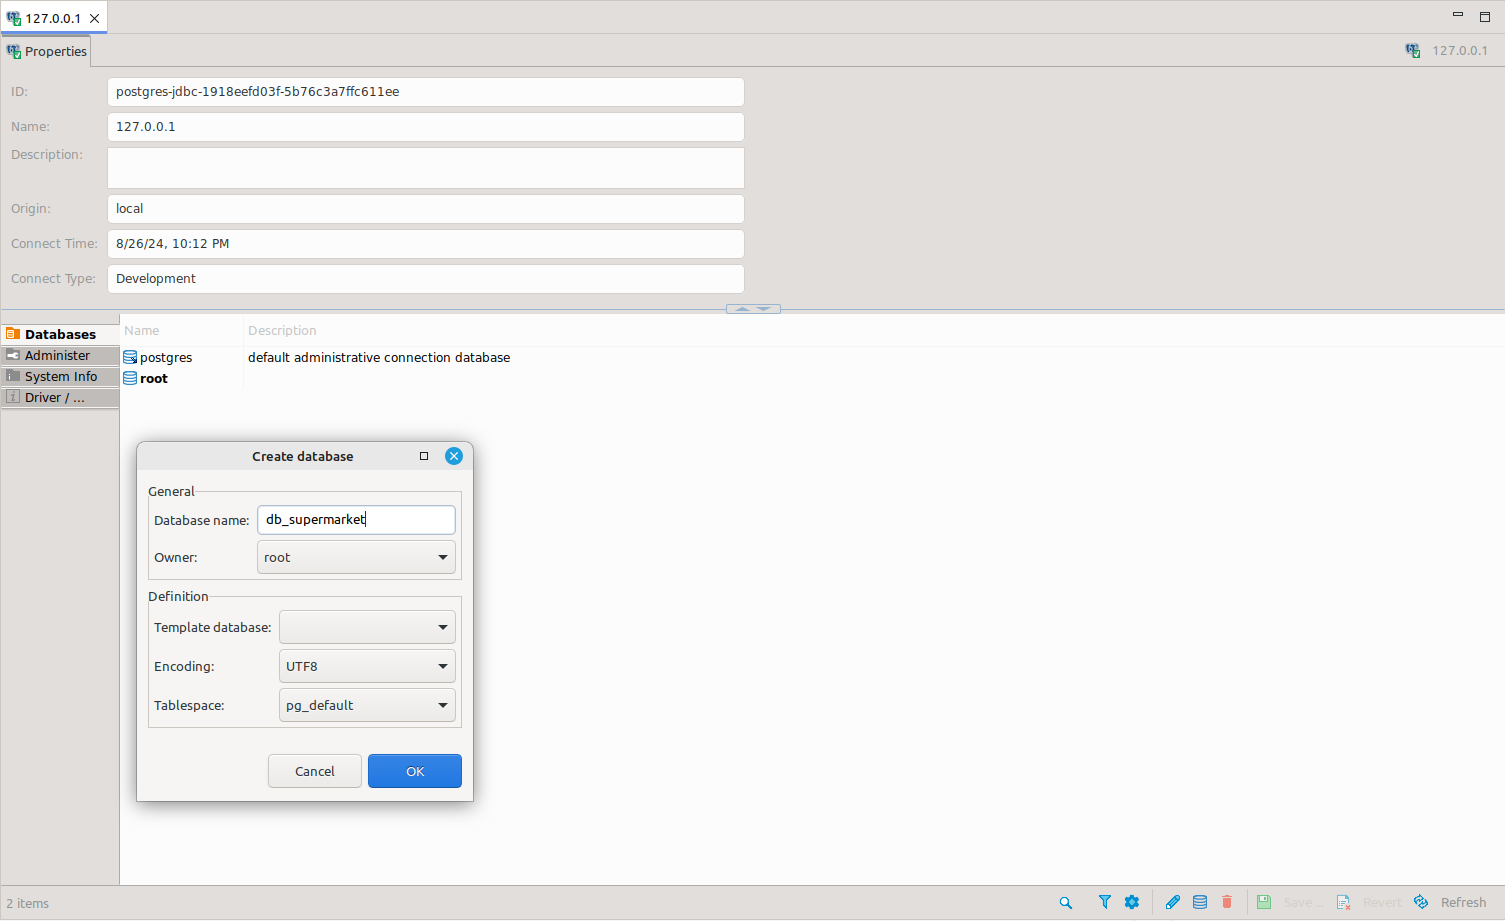 127.0.0.1
Properties
127.0.0.1
ID: postgres-jdbc-1918eefd03f-5b76c3a7ffc611ee
Name: 127.0.0.1
Description:
Origin: local
Connect Time: 8/26/24, 10:12 PM
Connect Type: Development
Databases
Administer
System Info
Driver / ...
Name Description
postgres default administrative connection database
root
Create database
General
Database name: db_supermarket
Owner: root
Definition
Template database:
Encoding: UTF8
Tablespace: pg_default
Cancel OK
2 items
Save ... Revert Refresh